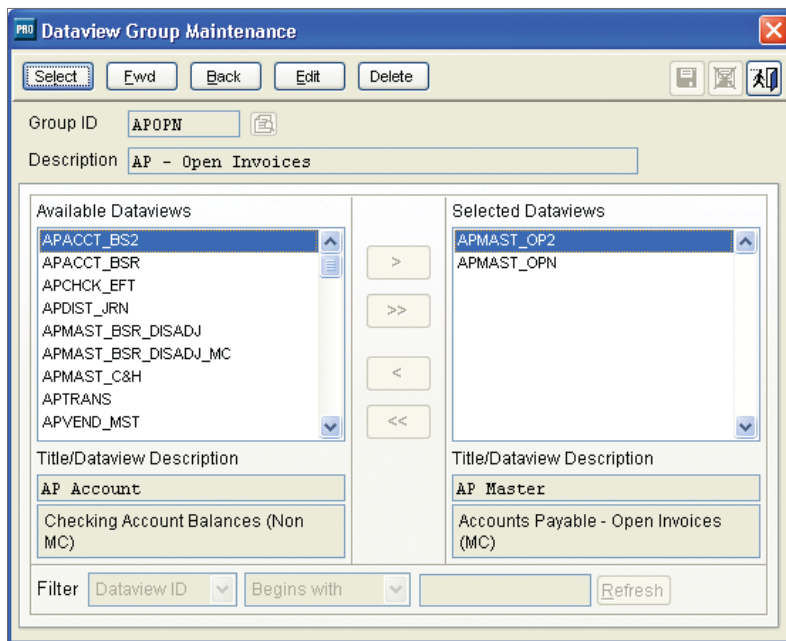 PRO Dataview Group Maintenance
Select Fwd Back Edit Delete
Group ID APOPN
Description AP - Open Invoices
Available Dataviews
APACCT_BS2
APACCT_BSR
APCHCK_EFT
APDIST_JRN
APMAST_BSR_DISADJ
APMAST_BSR_DISADJ_MC
APMAST_C&H
APTRANS
APVEND_MST
>
>>
<
<<
Selected Dataviews
APMAST_OP2
APMAST_OPN
Title/Dataview Description
AP Account
Checking Account Balances (Non
MC)
Title/Dataview Description
AP Master
Accounts Payable - Open Invoices
(MC)
Filter Dataview ID Begins with Refresh